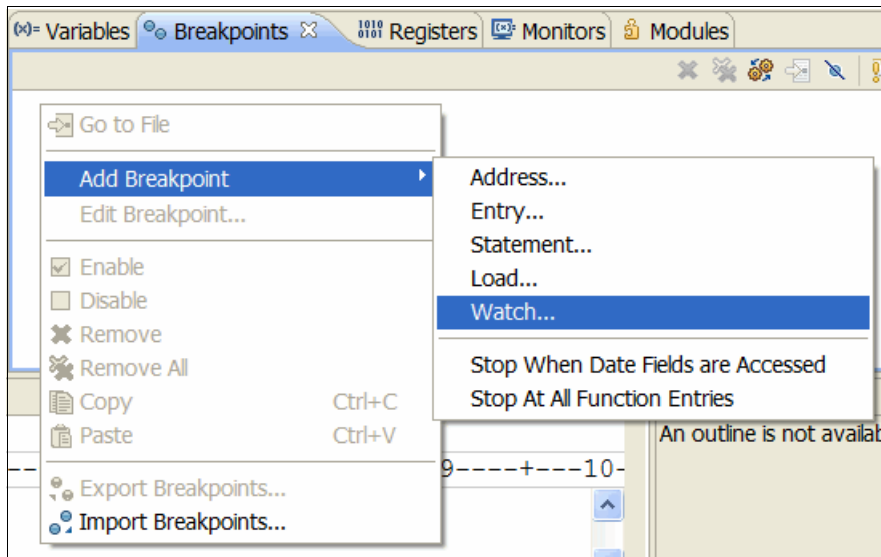 (x)= Variables Breakpoints 1010 0101 Registers Monitors Modules
Go to File
Add Breakpoint
Edit Breakpoint...
Enable
Disable
Remove
Remove All
Copy Ctrl+C
Paste Ctrl+V
Export Breakpoints...
Import Breakpoints...
Address...
Entry...
Statement...
Load...
Watch...
Stop When Date Fields are Accessed
Stop At All Function Entries
An outline is not availab
--
9----+---10-